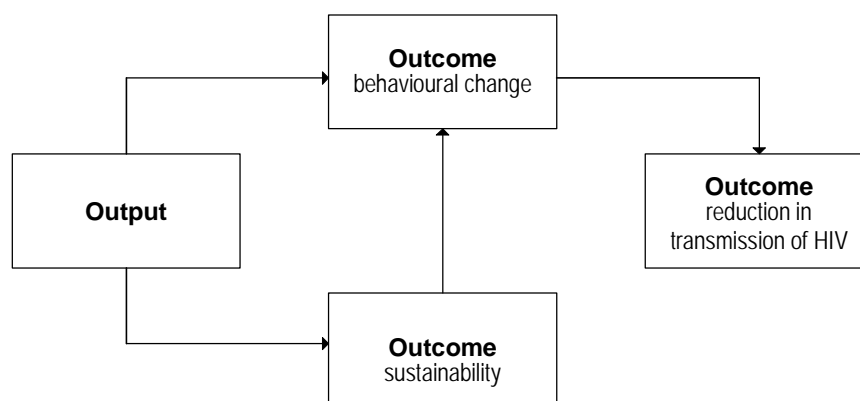 Outcome
behavioural change
Output
Outcome
reduction in
transmission of HIV
Outcome
sustainability